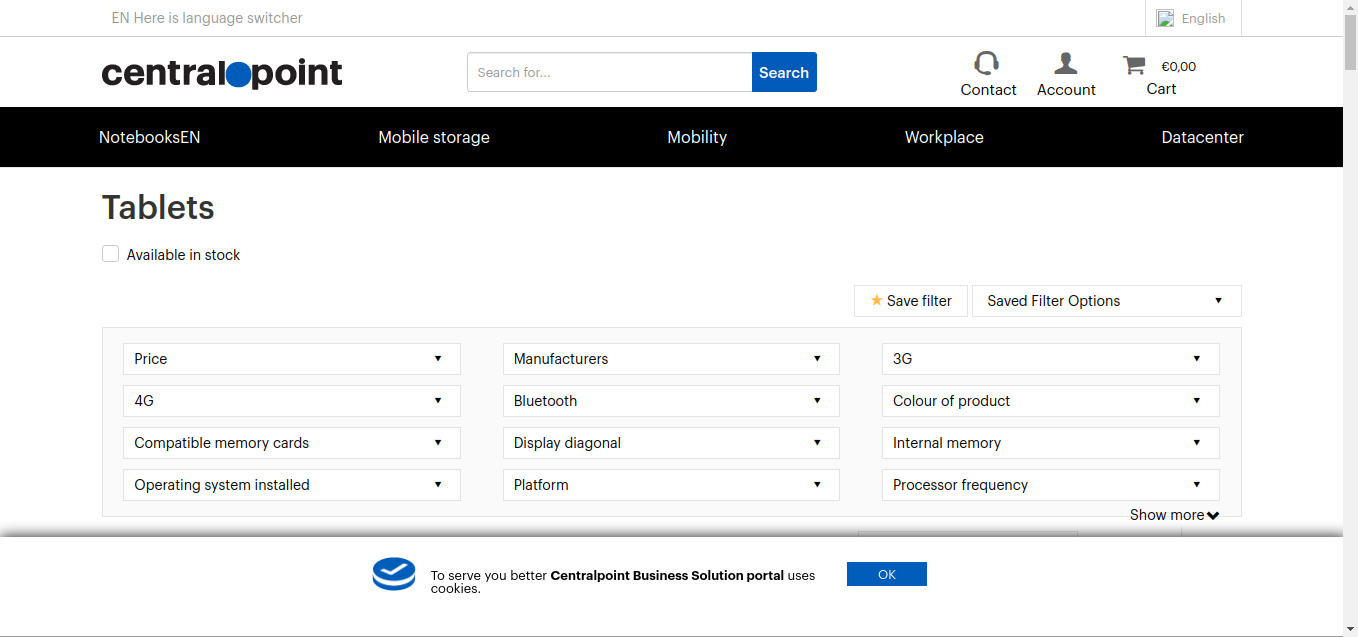 EN Here is language switcher
English
centralpoint
Search for...
Search
€0,00
Contact
Account
Cart
NotebooksEN
Mobile storage
Mobility
Workplace
Datacenter
Tablets
Available in stock
Save filter
Saved Filter Options
Price
Manufacturers
3G
4G
Bluetooth
Colour of product
Compatible memory cards
Display diagonal
Internal memory
Operating system installed
Platform
Processor frequency
Show more
To serve you better Centralpoint Business Solution portal uses
cookies.
OK